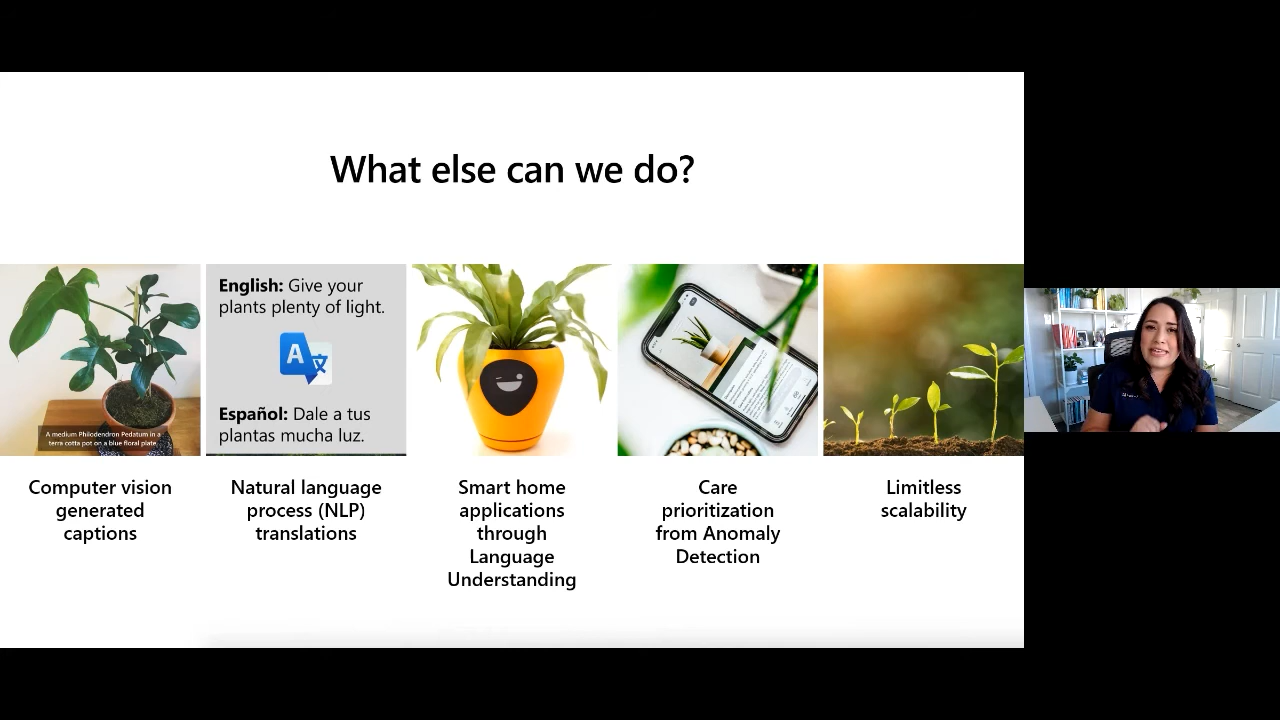 What else can we do?
English: Give your
plants plenty of light.
A
Español: Dale a tus
plantas mucha luz.
A medium Philodendron Pedatum in a
terra cotta pot on a blue floral plate.
Computer vision
generated
captions
Natural language
process (NLP)
translations
Smart home
applications
through
Language
Understanding
Care
prioritization
from Anomaly
Detection
Limitless
scalability